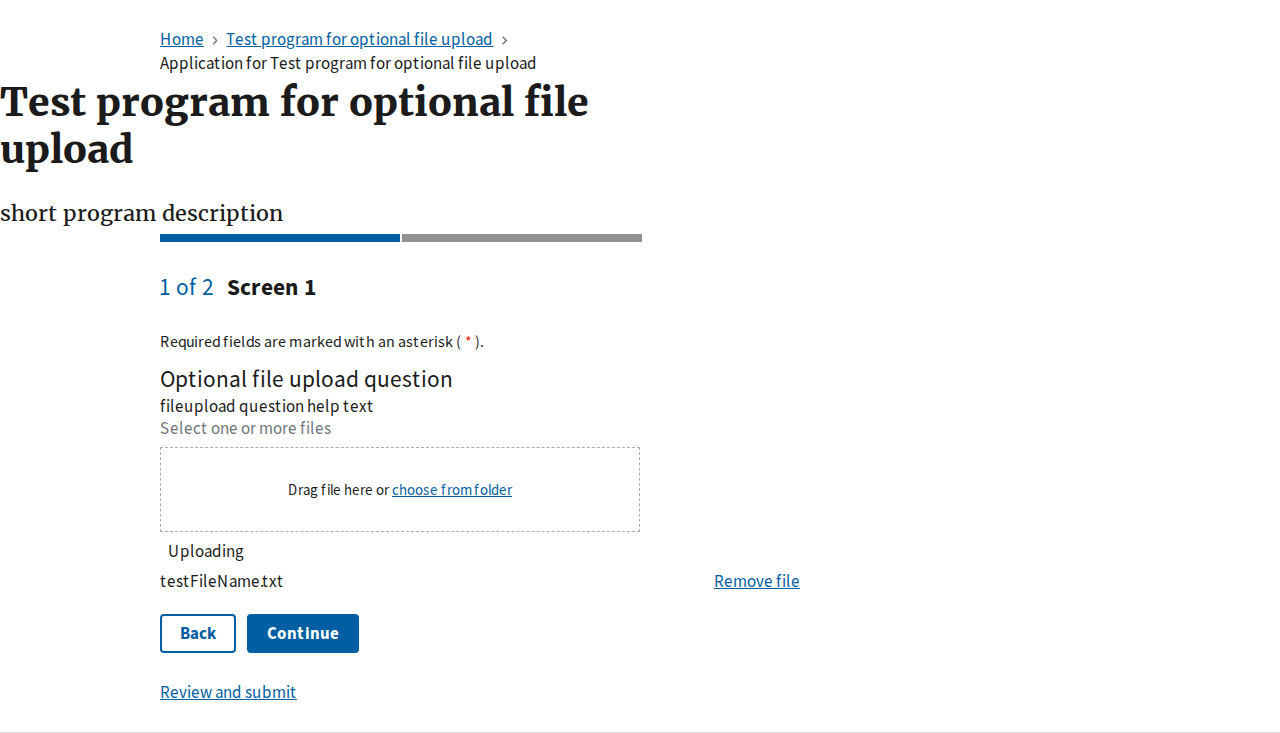 Home > Test program for optional file upload >
Application for Test program for optional file upload
Test program for optional file
upload
short program description
1 of 2 Screen 1
Required fields are marked with an asterisk ( * ).
Optional file upload question
fileupload question help text
Select one or more files
Drag file here or choose from folder
Uploading
testFileName.txt Remove file
Back Continue
Review and submit